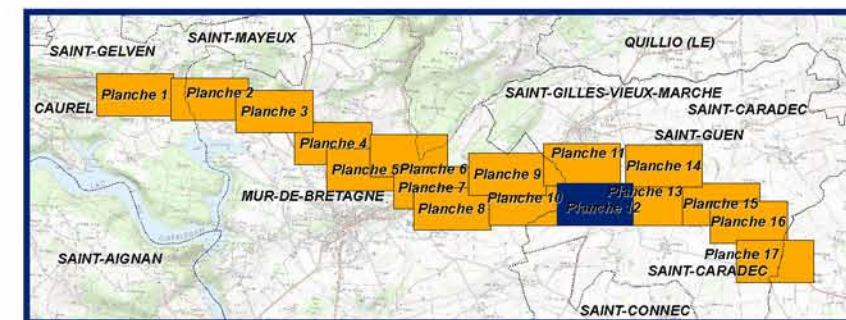 SAINT-GELVEN
SAINT-MAYEUX
QUILLIO (LE)
CAUREL
Planche 1
Planche 2
Planche 3
SAINT-GILLES-VIEUX-MARCHE
SAINT-CARADEC
SAINT-GUEN
Planche 4
Planche 5
Planche 6
Planche 7
Planche 8
Planche 9
Planche 10
Planche 11
Planche 12
Planche 13
Planche 14
Planche 15
Planche 16
Planche 17
MUR-DE-BRETAGNE
SAINT-AIGNAN
SAINT-CARADEC
SAINT-CONNEC